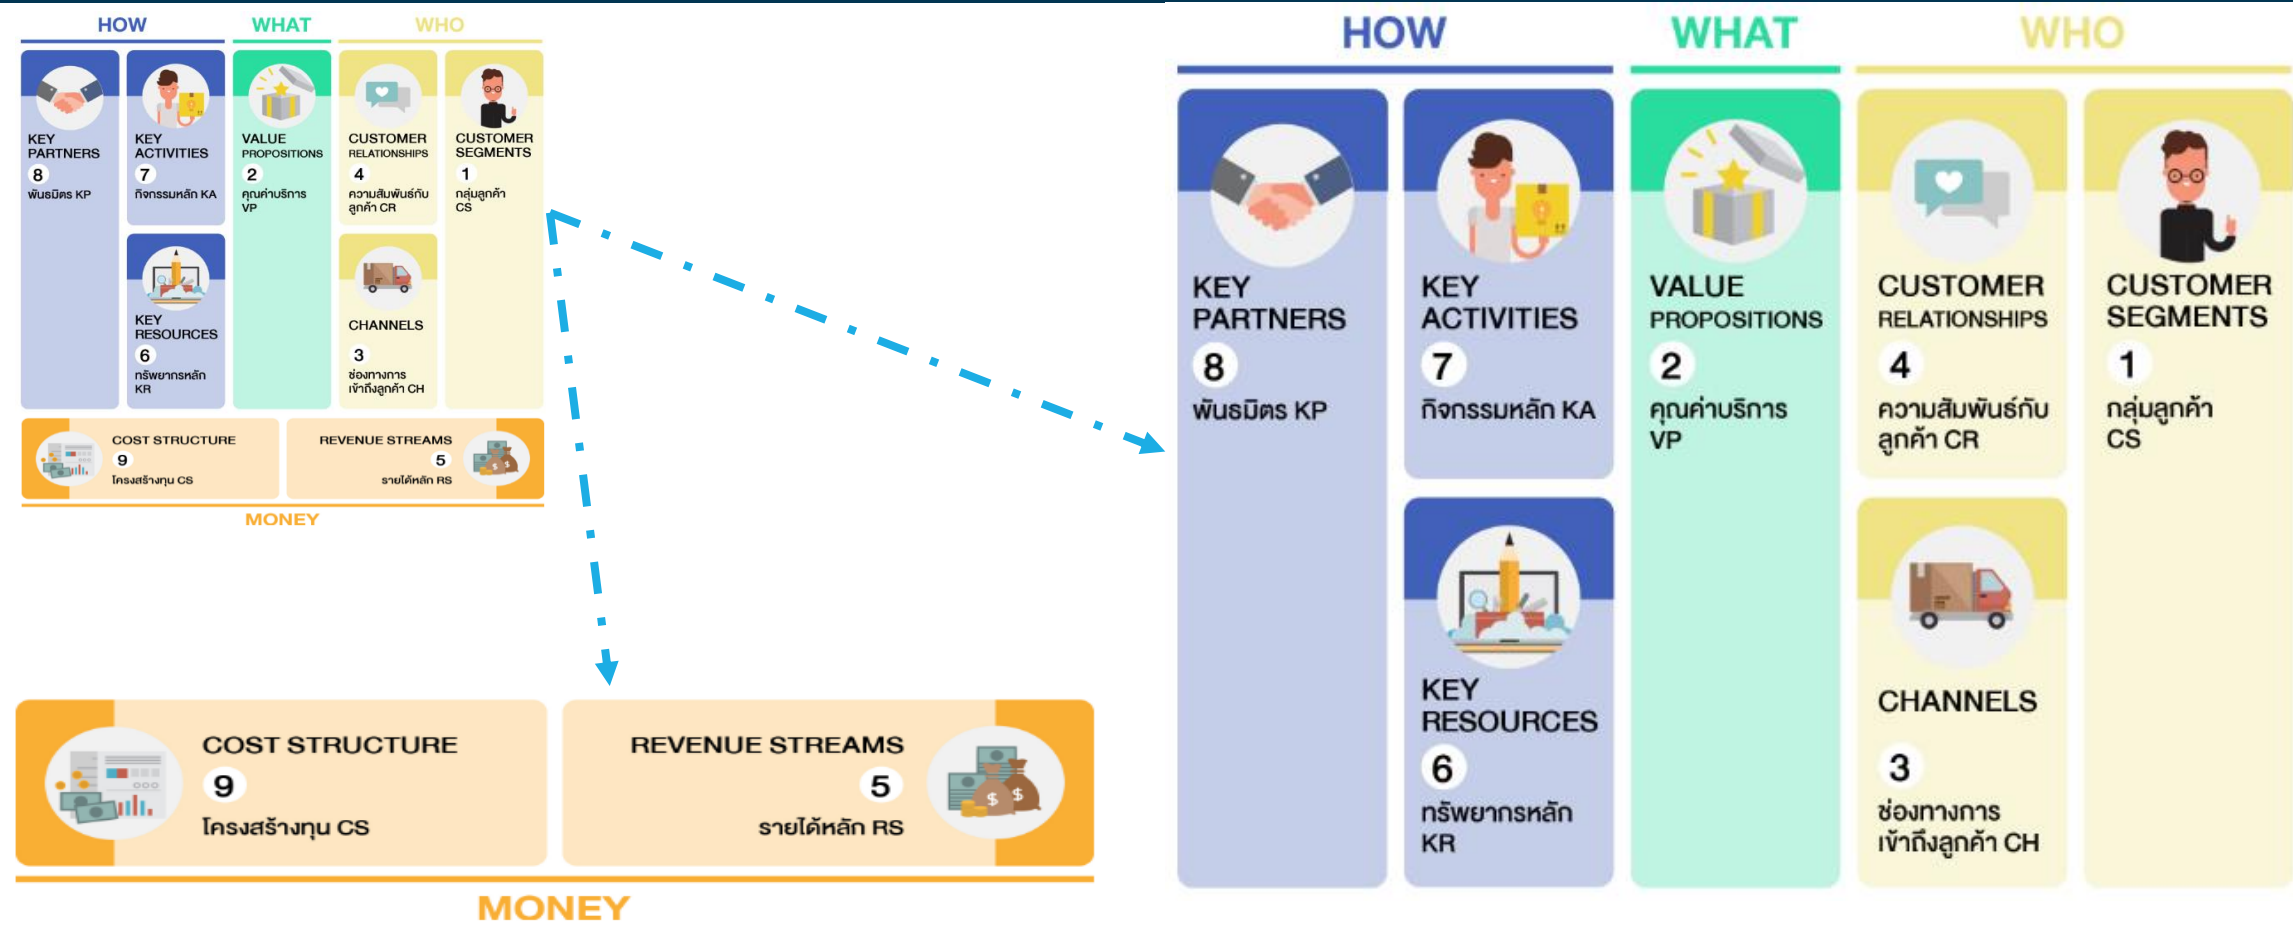 HOW
WHAT
WHO
KEY
PARTNERS
8
พันธมิตร KP
KEY
ACTIVITIES
7
กิจกรรมหลัก KA
KEY
RESOURCES
6
ทรัพยากรหลัก
KR
VALUE
PROPOSITIONS
2
คุณค่าบริการ
VP
CUSTOMER
RELATIONSHIPS
4
ความสัมพันธ์กับ
ลูกค้า CR
CHANNELS
3
ช่องทางการ
เข้าถึงลูกค้า CH
CUSTOMER
SEGMENTS
1
กลุ่มลูกค้า
CS
COST STRUCTURE
9
โครงสร้างทุน CS
REVENUE STREAMS
5
รายได้หลัก RS
MONEY
HOW
WHAT
WHO
KEY
PARTNERS
8
พันธมิตร KP
KEY
ACTIVITIES
7
กิจกรรมหลัก KA
KEY
RESOURCES
6
ทรัพยากรหลัก
KR
VALUE
PROPOSITIONS
2
คุณค่าบริการ
VP
CUSTOMER
RELATIONSHIPS
4
ความสัมพันธ์กับ
ลูกค้า CR
CHANNELS
3
ช่องทางการ
เข้าถึงลูกค้า CH
CUSTOMER
SEGMENTS
1
กลุ่มลูกค้า
CS
COST STRUCTURE
9
โครงสร้างทุน CS
REVENUE STREAMS
5
รายได้หลัก RS
MONEY